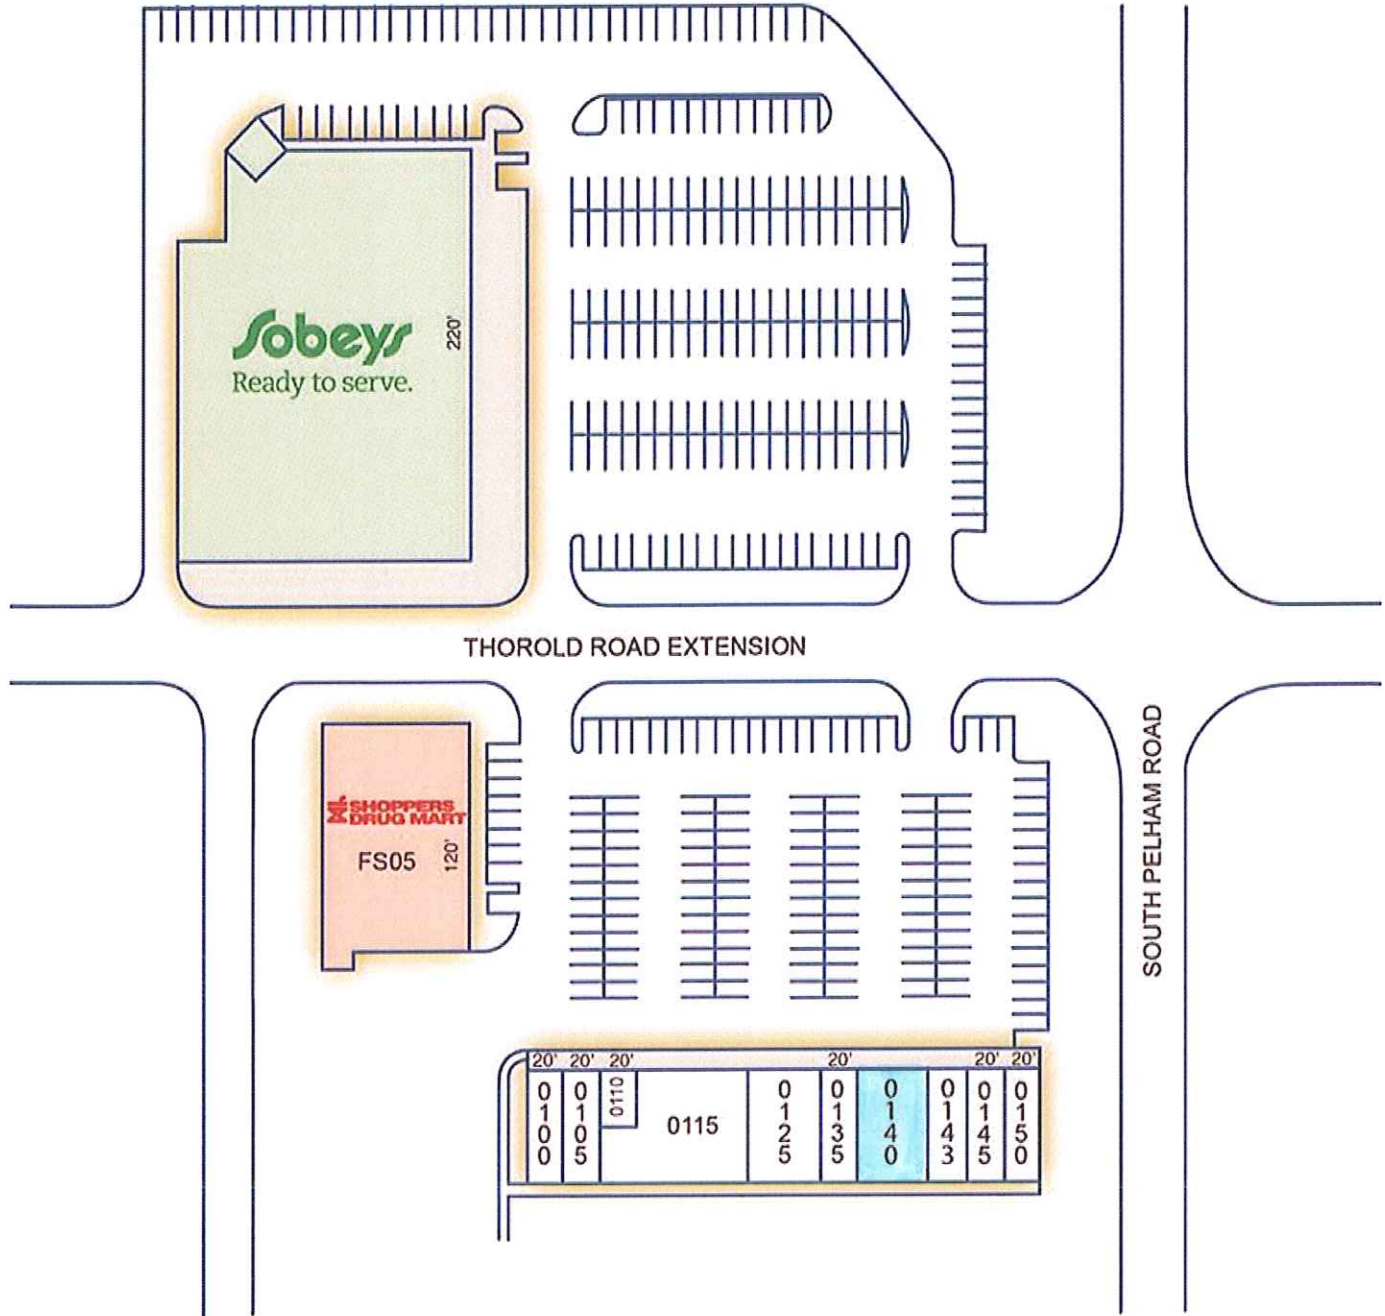 Sobeys
Ready to serve.
220'
THOROLD ROAD EXTENSION
SOUTH PELHAM ROAD
SHOPPERS
DRUG MART
FS05
120'
20' 20' 20' 20' 20' 20'
0100
0105
0110
0115
0125
0135
0140
0143
0145
0150